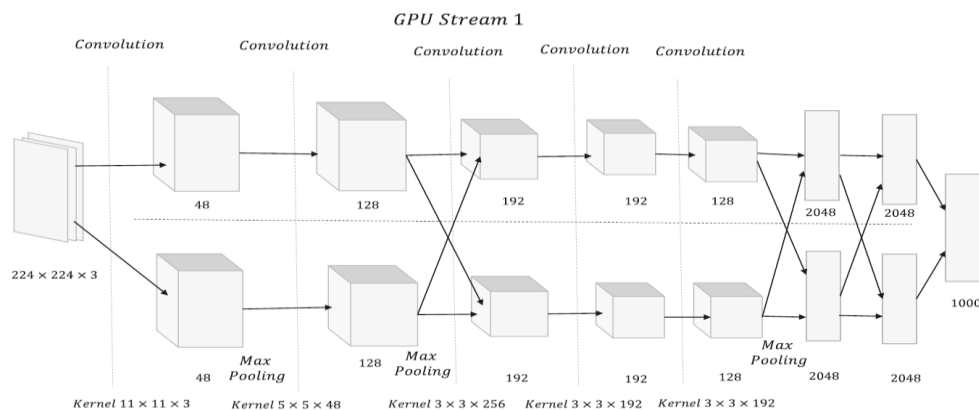 GPU Stream 1
Convolution
Convolution
Convolution
Convolution
Convolution
48
128
192
192
128
2048
2048
224 × 224 × 3
1000
48
Max
Pooling
128
Max
Pooling
192
192
128
Max
Pooling
2048
2048
Kernel 11 × 11 × 3
Kernel 5 × 5 × 48
Kernel 3 × 3 × 256
Kernel 3 × 3 × 192
Kernel 3 × 3 × 192